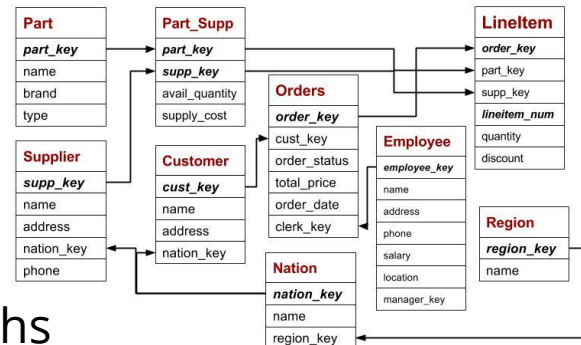 Part
part_key
name
brand
type
Part_Supp
part_key
supp_key
avail_quantity
supply_cost
LineItem
order_key
part_key
supp_key
lineitem_num
quantity
discount
Orders
order_key
cust_key
order_status
total_price
order_date
clerk_key
Supplier
supp_key
name
address
nation_key
phone
Customer
cust_key
name
address
nation_key
Employee
employee_key
name
address
phone
salary
location
manager_key
Region
region_key
name
Nation
nation_key
name
region_key
hs